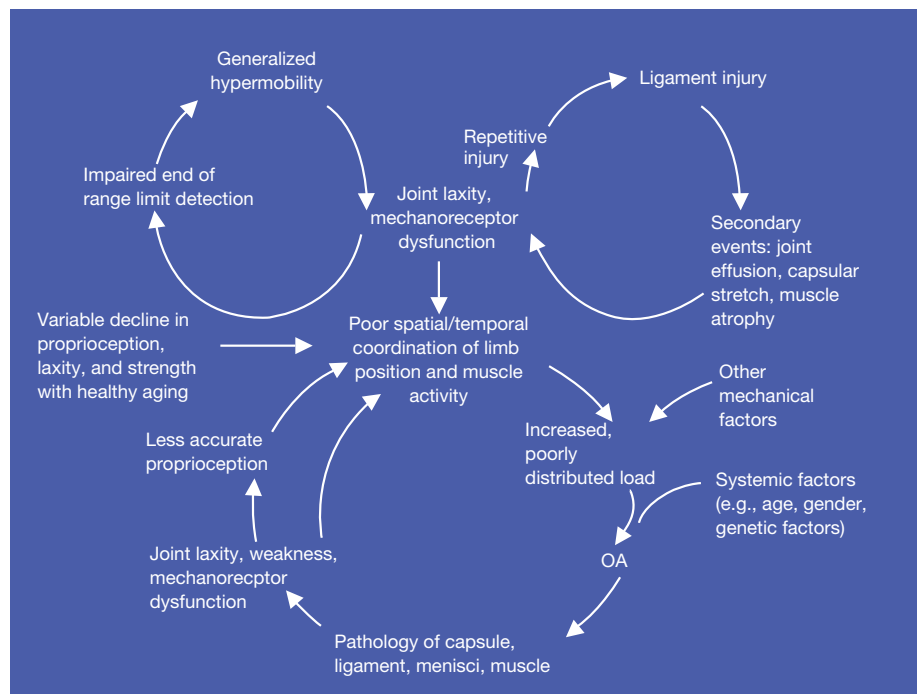 Generalized
hypermobility
Ligament injury
Repetitive
injury
Impaired end of
range limit detection
Joint laxity,
mechanoreceptor
dysfunction
Secondary
events: joint
effusion, capsular
stretch, muscle
atrophy
Variable decline in
proprioception,
laxity, and strength
with healthy aging
Poor spatial/temporal
coordination of limb
position and muscle
activity
Other
mechanical
factors
Less accurate
proprioception
Increased,
poorly
distributed load
Systemic factors
(e.g., age, gender,
genetic factors)
Joint laxity, weakness,
mechanorecptor
dysfunction
OA
Pathology of capsule,
ligament, menisci, muscle